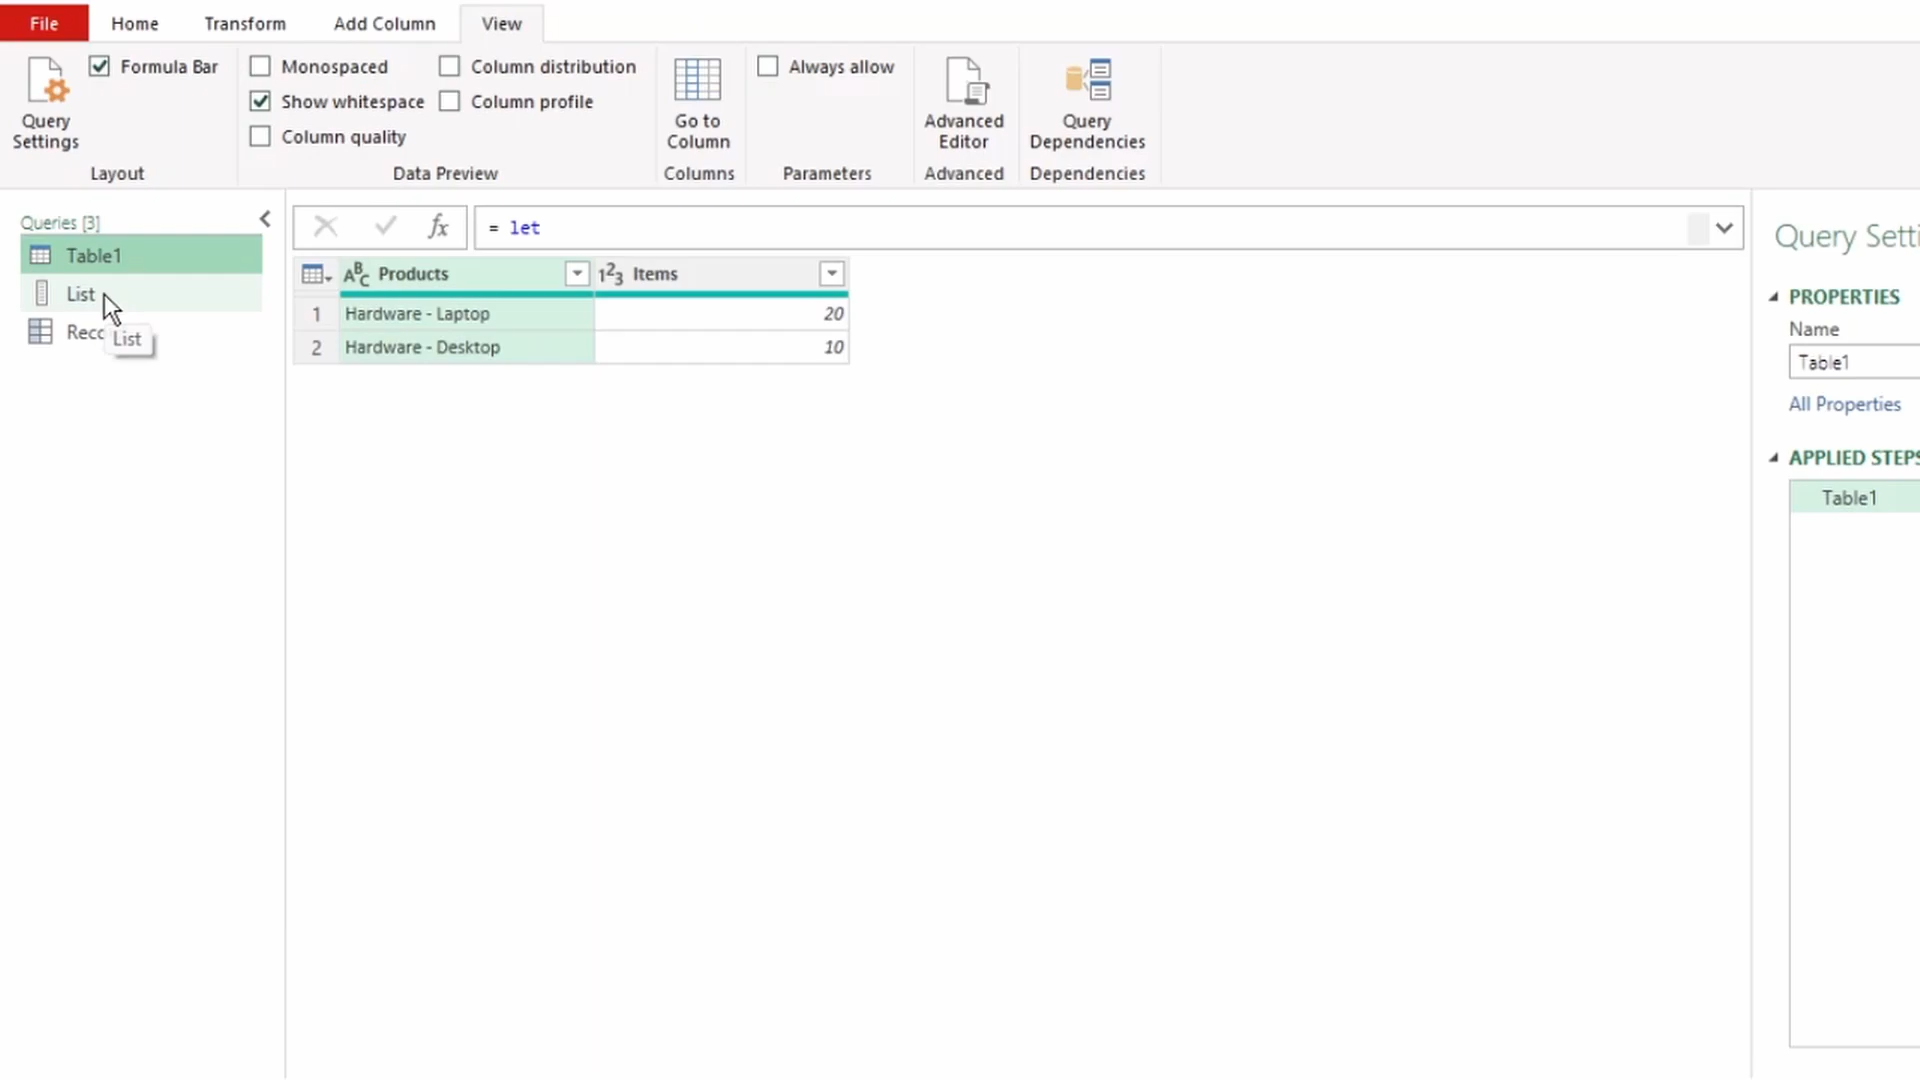 File Home Transform Add Column View
Formula Bar Monospaced Column distribution Always allow
Show whitespace Column profile
Query Settings Column quality Go to Column Advanced Editor Query Dependencies
Layout Data Preview Columns Parameters Advanced Dependencies
Queries [3]
Table1
List
List
= let
Products Items
1 Hardware - Laptop 20
2 Hardware - Desktop 10
Query
PROPERTIES
Name
Table1
All Properties
APPLIED STEPS
Table1